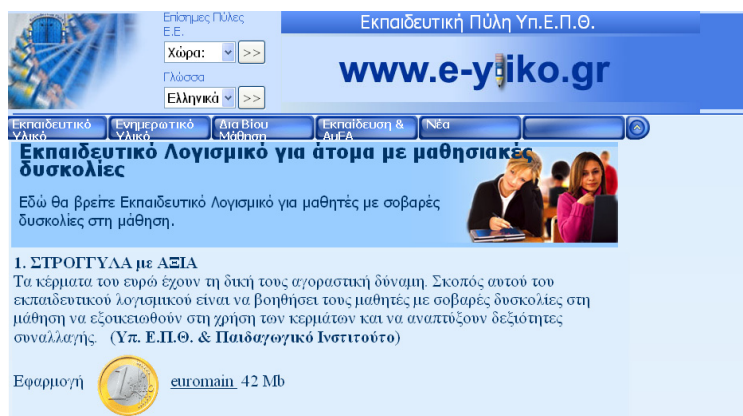 Επίσημες Πύλες
Ε.Ε.
Χώρα:
>>
Γλώσσα
Ελληνικά
>>
Εκπαιδευτική Πύλη Υπ.Ε.Π.Θ.
www.e-yliko.gr
Εκπαιδευτικό Υλικό
Ενημερωτικό Υλικό
Δια Βίου Μάθηση
Εκπαίδευση & ΑμΕΑ
Νέα
Εκπαιδευτικό Λογισμικό για άτομα με μαθησιακές
δυσκολίες
Εδώ θα βρείτε Εκπαιδευτικό Λογισμικό για μαθητές με σοβαρές
δυσκολίες στη μάθηση.
1. ΣΤΡΟΓΓΥΛΑ με ΑΞΙΑ
Τα κέρματα του ευρώ έχουν τη δική τους αγοραστική δύναμη. Σκοπός αυτού του
εκπαιδευτικού λογισμικού είναι να βοηθήσει τους μαθητές με σοβαρές δυσκολίες στη
μάθηση να εξοικειωθούν στη χρήση των κερμάτων και να αναπτύξουν δεξιότητες
συναλλαγής. (Υπ. Ε.Π.Θ. & Παιδαγωγικό Ινστιτούτο)
Εφαρμογή
1
euromain 42 Mb